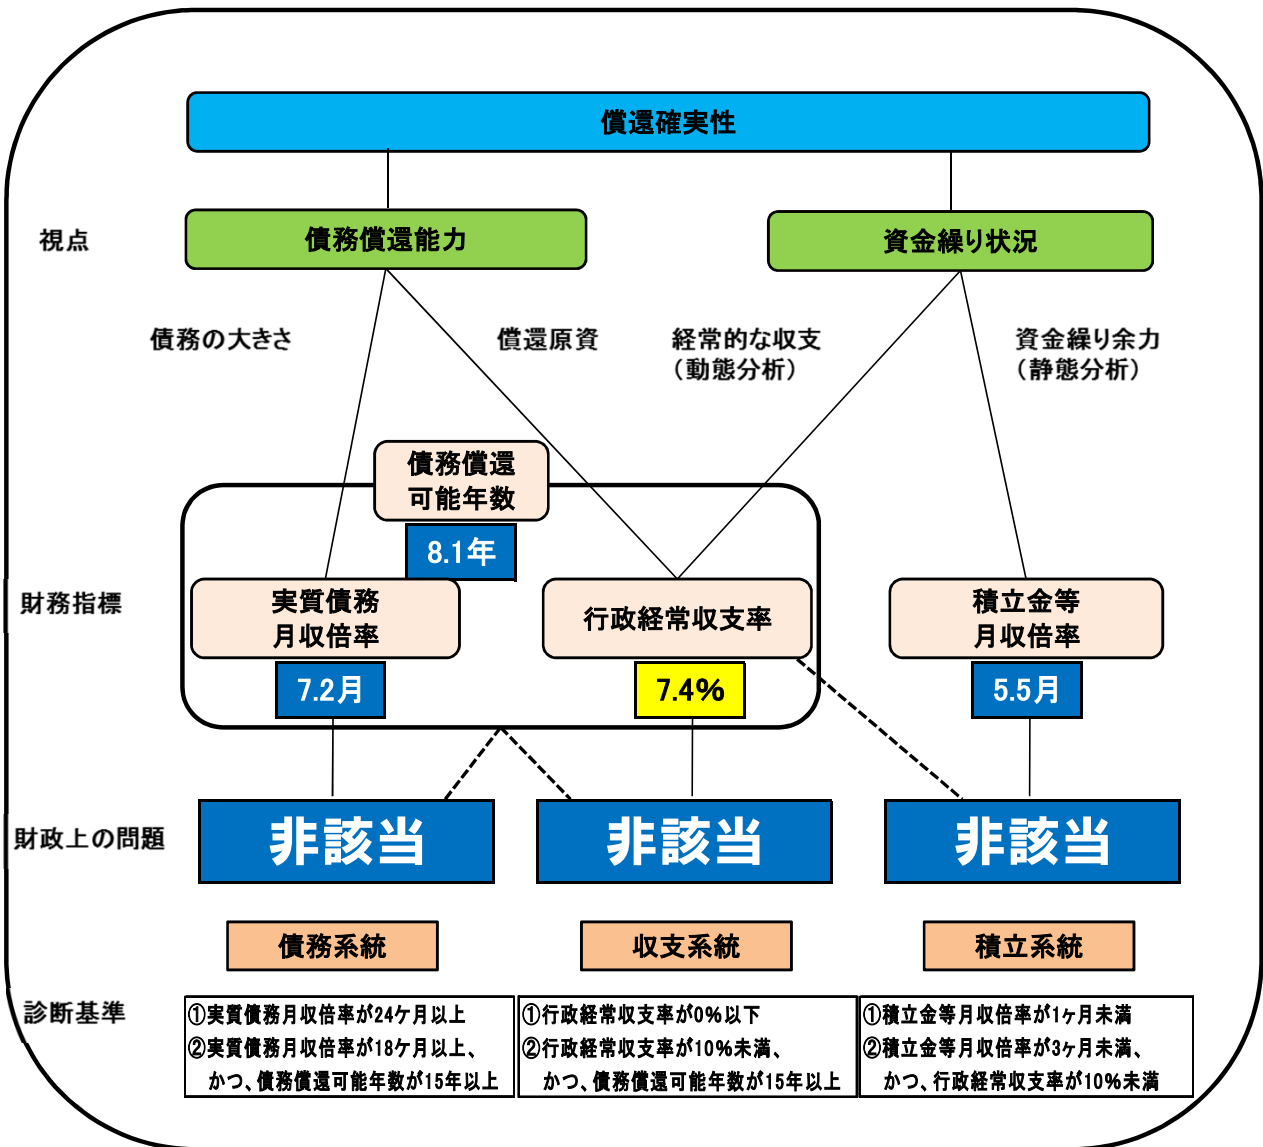 償還確実性
視点
債務償還能力
資金繰り状況
債務の大きさ
償還原資
経常的な収支
（動態分析）
資金繰り余力
（静態分析）
債務償還
可能年数
8.1年
財務指標
実質債務
月収倍率
7.2月
行政経常収支率
7.4%
積立金等
月収倍率
5.5月
財政上の問題
非該当
非該当
非該当
債務系統
収支系統
積立系統
診断基準
①実質債務月収倍率が24ケ月以上
②実質債務月収倍率が18ケ月以上、
かつ、債務償還可能年数が15年以上
①行政経常収支率が0%以下
②行政経常収支率が10%未満、
かつ、債務償還可能年数が15年以上
①積立金等月収倍率が1ヶ月未満
②積立金等月収倍率が3ヶ月未満、
かつ、行政経常収支率が10%未満